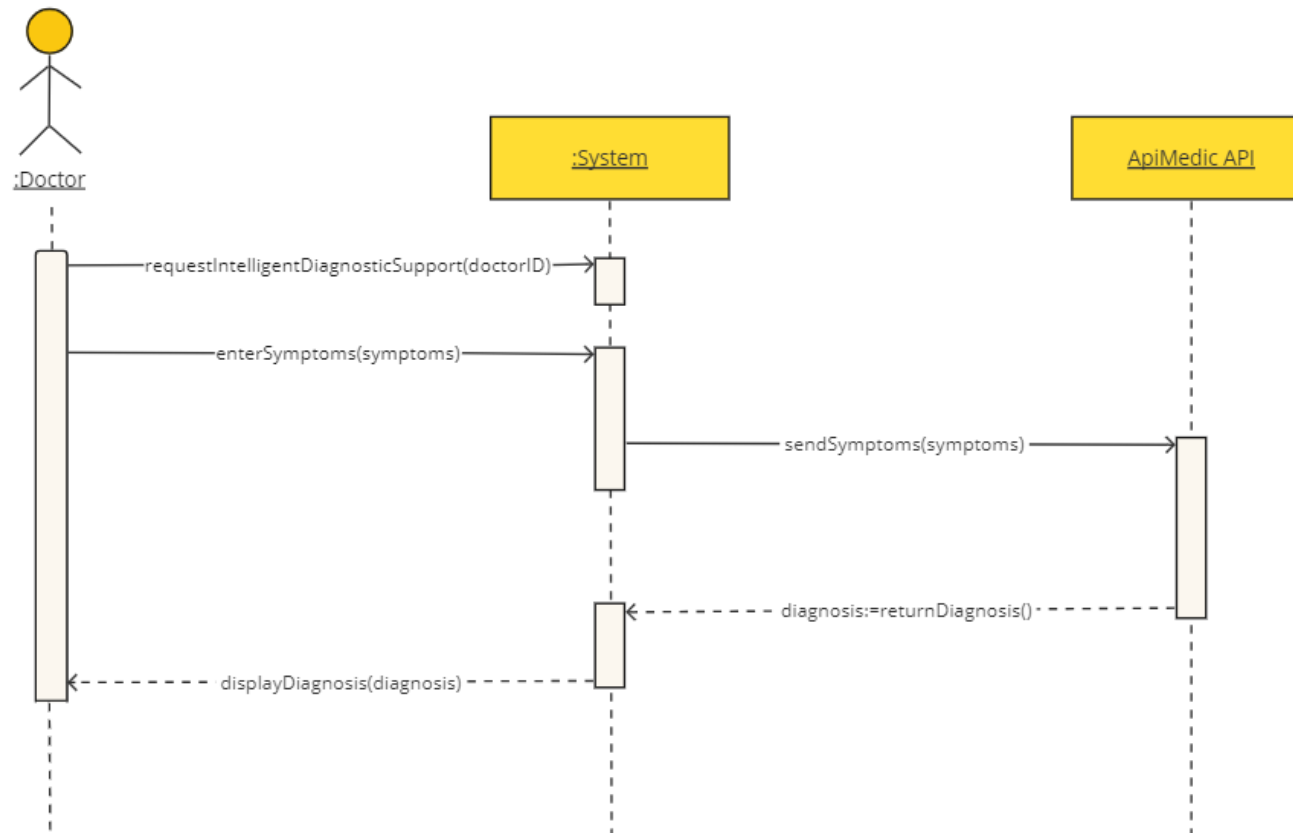 :Doctor
:System
ApiMedic API
requestIntelligentDiagnosticSupport(doctorID)
enterSymptoms(symptoms)
sendSymptoms(symptoms)
diagnosis:=returnDiagnosis()
displayDiagnosis(diagnosis)